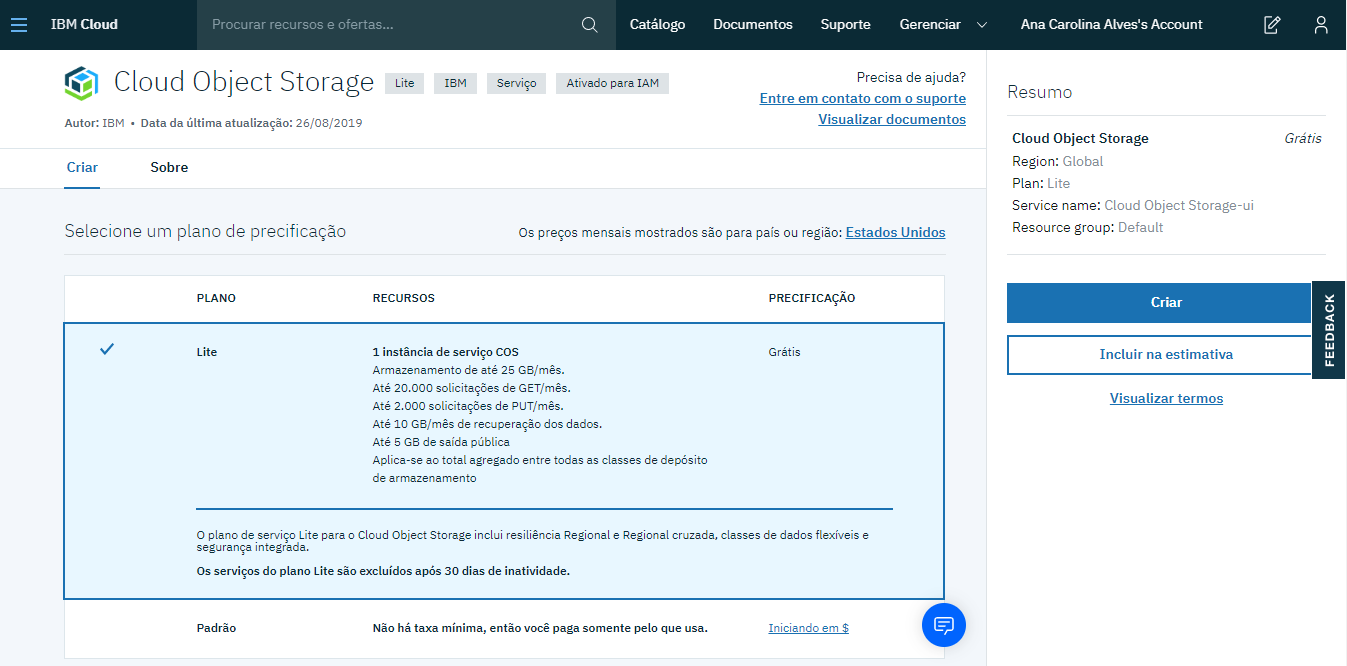 IBM Cloud
Procurar recursos e ofertas...
Catálogo
Documentos
Suporte
Gerenciar
Ana Carolina Alves's Account
Cloud Object Storage
Lite
IBM
Serviço
Ativado para IAM
Autor: IBM • Data da última atualização: 26/08/2019
Precisa de ajuda?
Entre em contato com o suporte
Visualizar documentos
Criar
Sobre
Selecione um plano de precificação
Os preços mensais mostrados são para país ou região: Estados Unidos
PLANO
RECURSOS
PRECIFICAÇÃO
Lite
1 instância de serviço COS
Grátis
Armazenamento de até 25 GB/mês.
Até 20.000 solicitações de GET/mês.
Até 2.000 solicitações de PUT/mês.
Até 10 GB/mês de recuperação dos dados.
Até 5 GB de saída pública
Aplica-se ao total agregado entre todas as classes de depósito
de armazenamento
O plano de serviço Lite para o Cloud Object Storage inclui resiliência Regional e Regional cruzada, classes de dados flexíveis e
segurança integrada.
Os serviços do plano Lite são excluídos após 30 dias de inatividade.
Padrão
Não há taxa mínima, então você paga somente pelo que usa.
Iniciando em $
Resumo
Cloud Object Storage
Grátis
Region: Global
Plan: Lite
Service name: Cloud Object Storage-ui
Resource group: Default
Criar
Incluir na estimativa
Visualizar termos
FEEDBACK